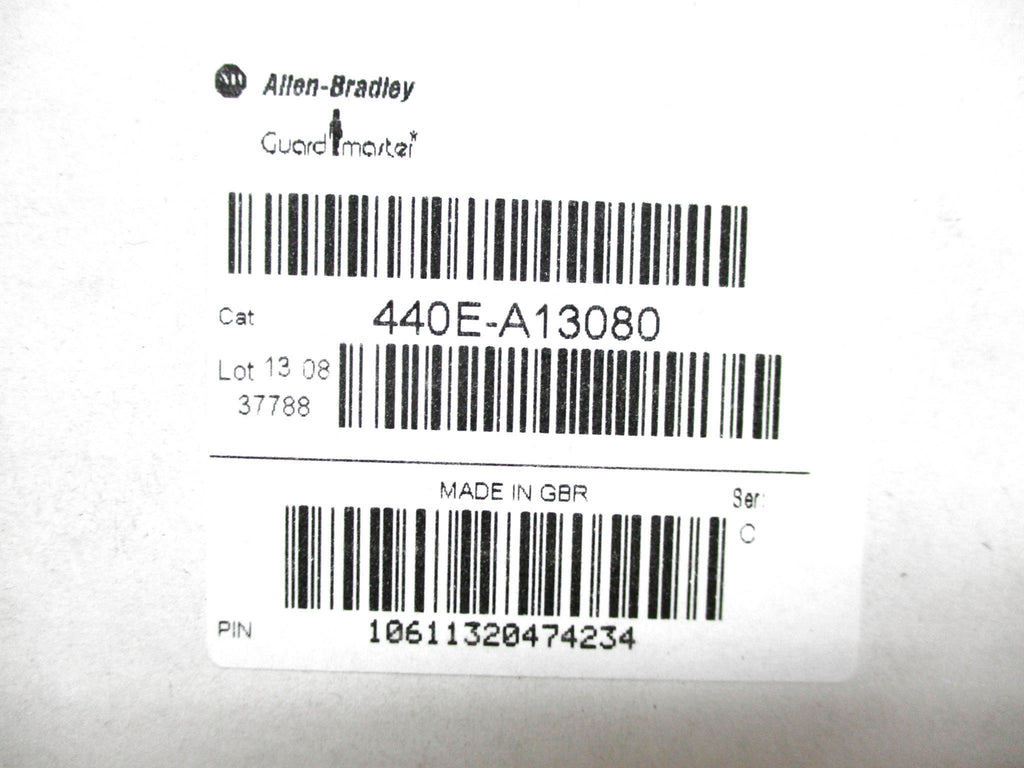 Allen-Bradley
Guardmaster*
Cat 440E-A13080
Lot 13 08
37788
MADE IN GBR
Ser:
C
PIN 10611320474234